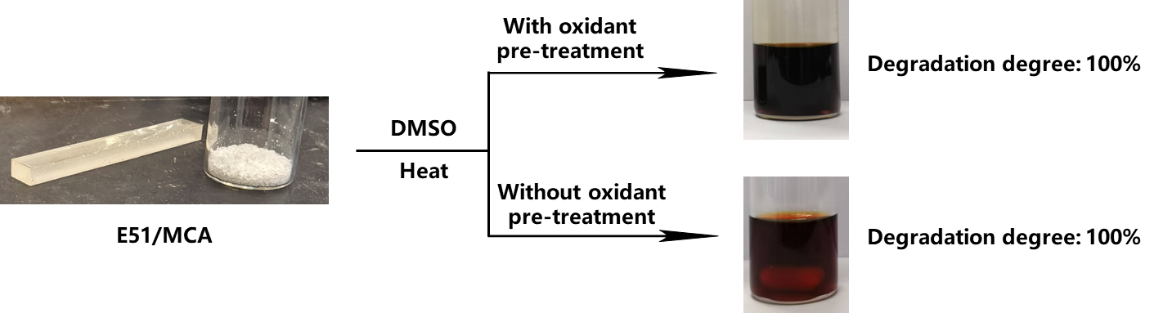 With oxidant
pre-treatment
Degradation degree: 100%
DMSO
Heat
Without oxidant
pre-treatment
E51/MCA
Degradation degree: 100%